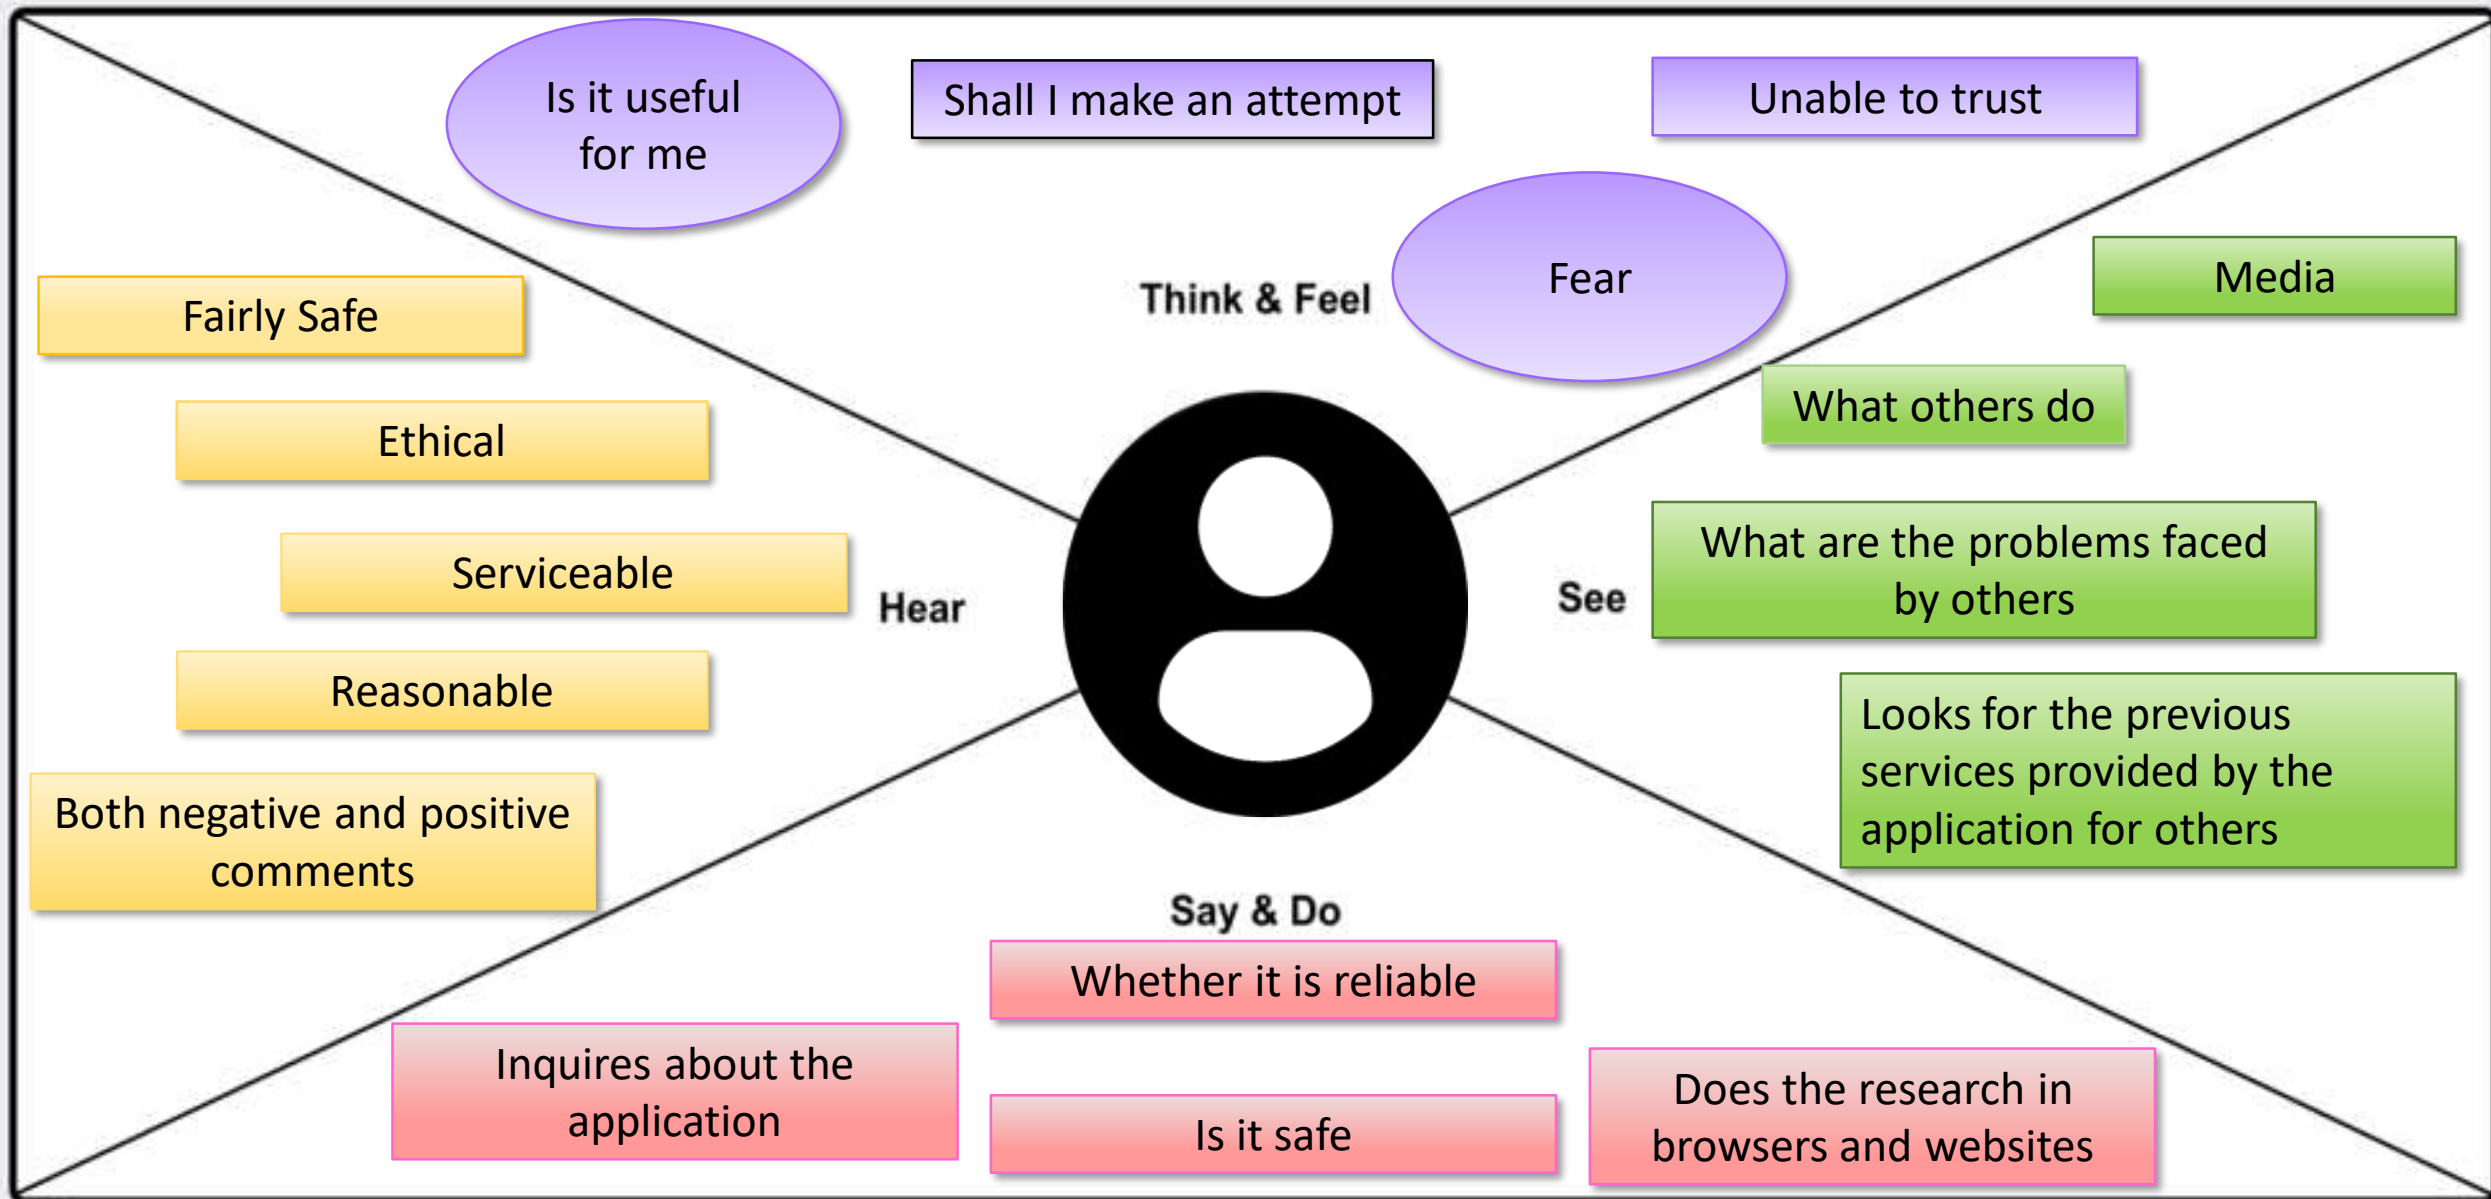 Is it useful
for me
Shall I make an attempt
Unable to trust
Fear
Think & Feel
Media
What others do
What are the problems faced
by others
See
Looks for the previous
services provided by the
application for others
Fairly Safe
Ethical
Serviceable
Hear
Reasonable
Both negative and positive
comments
Say & Do
Whether it is reliable
Inquires about the
application
Is it safe
Does the research in
browsers and websites